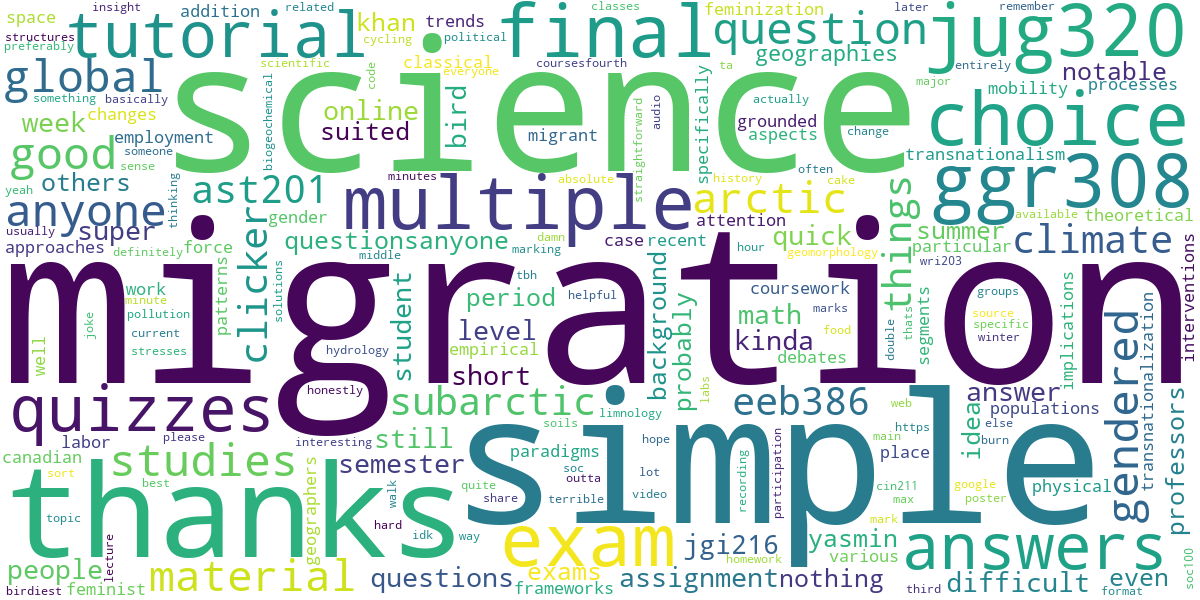 insight
related
classes
feminization
later
remember
space
addition
khan
trends
structures
preferably
tutorial
cycling
political
final
question
jug320
global
scientific
classical
everyone
coursesfourth
geographies
entirely
notable
something
basically
science
code
ta
major
mobility
processes
changes
online
bird
specifically
actually
choice
week
employment
biogeochemical
suited
migrant
straightforward
audio
grounded
aspects
change
good
someone
sense
minutes
absolute
history
often
cake
transnationalism
yeah
others
thinking
ast201
multiple
arctic
things
ggr308
anyone
usually
super
gender
clicker
attention
summer
available
theoretical
approaches
definitely
force
questionsanyone
marking
damn
case
recent
hour
quick
geomorphology
particular
climate
wri203
middle
tbh
work
patterns
solutions
student
period
helpful
background
coursework
segments
groups
implications
interventions
minute
pollution
joke
migration
level
math
marks
source
specific
winter
transnationalization
well
current
stresses
hydrology
empirical
probably
kinda
food
double
thats
debates
short
labs
honestly
quizzes
subarctic
limnology
eeb386
answer
gendered
populations
professors
labor
please
interesting
still
soils
simple
hope
web
https
idea
else
burn
canadian
studies
semester
paradigms
main
place
sort
best
geographers
walk
quite
soc
outta
lot
recording
participation
cin211
max
google
poster
physical
thanks
share
terrible
video
topic
hard
idk
way
exam
jgi216
yasmin
mark
answers
lecture
homework
various
soc100
people
material
questions
exams
assignment
nothing
even
birdiest
feminist
frameworks
third
difficult
format